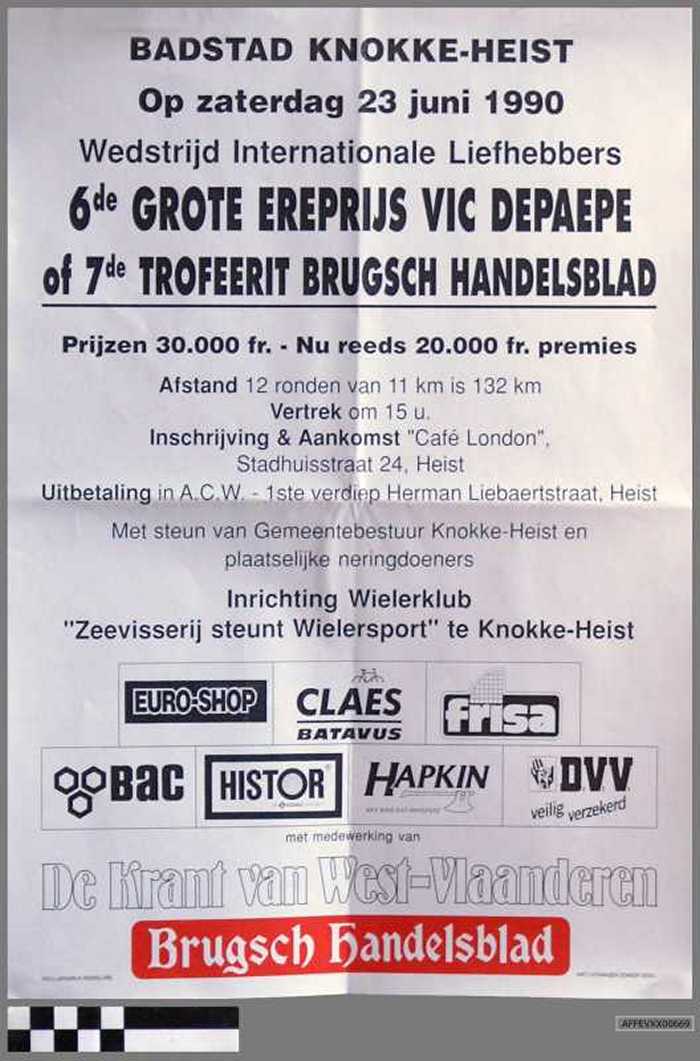 BADSTAD KNOKKE-HEIST
Op zaterdag 23 juni 1990
Wedstrijd Internationale Liefhebbers
6de GROTE EREPRIJS VIC DEPAEPE
of 7de TROFEERIT BRUGSCH HANDELSBLAD
Prijzen 30.000 fr. - Nu reeds 20.000 fr. premies
Afstand 12 ronden van 11 km is 132 km
Vertrek om 15 u.
Inschrijving & Aankomst "Café London",
Stadhuisstraat 24, Heist
Uitbetaling in A.C.W. - 1ste verdiep Herman Liebaertstraat, Heist
Met steun van Gemeentebestuur Knokke-Heist en
plaatselijke neringdoeners
Inrichting Wielerklub
"Zeevisserij steunt Wielersport" te Knokke-Heist
EURO-SHOP
CLAES
BATAVUS
frisa
BAC
HISTOR
HAPKIN
D.V.V.
veilig verzekerd
met medewerking van
De Krant van West-Vlaanderen
Brugsch Handelsblad
AFFEVXX00669